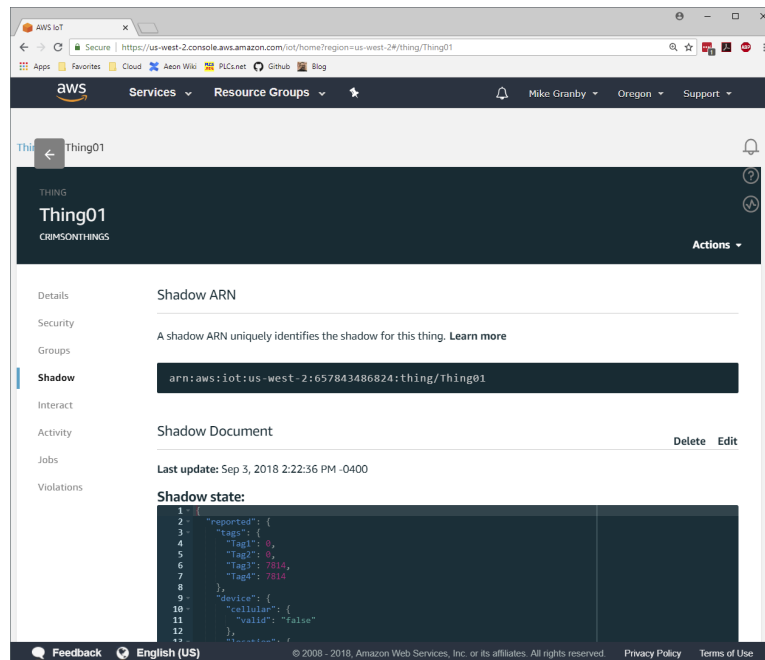 AWS IoT
Secure | https://us-west-2.console.aws.amazon.com/iot/home?region=us-west-2#/thing/Thing01
Apps Favorites Cloud Aeon Wiki PLCs.net Github Blog
aws Services Resource Groups Mike Granby Oregon Support
Thing01
THING
Thing01
CRIMSONTHINGS
Actions
Details
Security
Groups
Shadow
Interact
Activity
Jobs
Violations
Shadow ARN
A shadow ARN uniquely identifies the shadow for this thing. Learn more
arn:aws:iot:us-west-2:657843486824:thing/Thing01
Shadow Document
Delete Edit
Last update: Sep 3, 2018 2:22:36 PM -0400
Shadow state:
1 {
2 "reported": {
3 "tags": {
4 "Tag1": 0,
5 "Tag2": 0,
6 "Tag3": 7814,
7 "Tag4": 7814
8 },
9 "device": {
10 "cellular": {
11 "valid": "false"
12 },
13 "location": {
Feedback English (US) © 2008 - 2018, Amazon Web Services, Inc. or its affiliates. All rights reserved. Privacy Policy Terms of Use